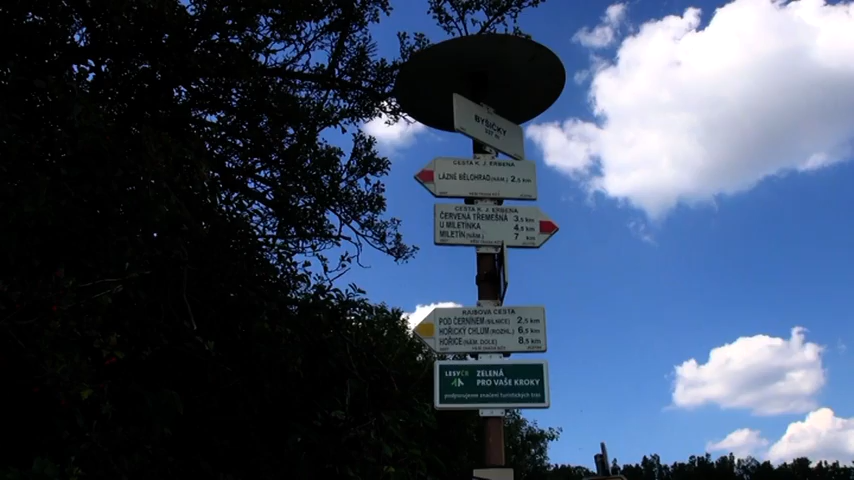 BYŠIČKY
CESTA K. J. ERBENA
LÁZNĚ BĚLOHRAD (NÁM.) 2,5 km
CESTA K. J. ERBENA
ČERVENÁ TŘEMEŠNÁ 3,5 km
U MILETÍNKA 4,5 km
MILETÍN (NÁM.) 7 km
RAISOVA CESTA
POD ČERNÍNEM (SILNICE) 2,5 km
HOŘICKÝ CHLUM (ROZHL.) 6,5 km
HOŘICE (NÁM. DOLE) 8,5 km
LESY ČR
ZELENÁ
PRO VAŠE KROKY
podporujeme značení turistických tras